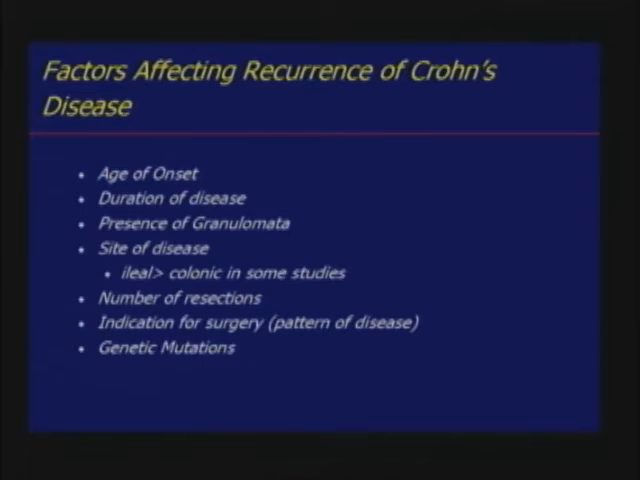 Factors Affecting Recurrence of Crohn's
Disease
• Age of Onset
• Duration of disease
• Presence of Granulomata
• Site of disease
• ileal> colonic in some studies
• Number of resections
• Indication for surgery (pattern of disease)
• Genetic Mutations